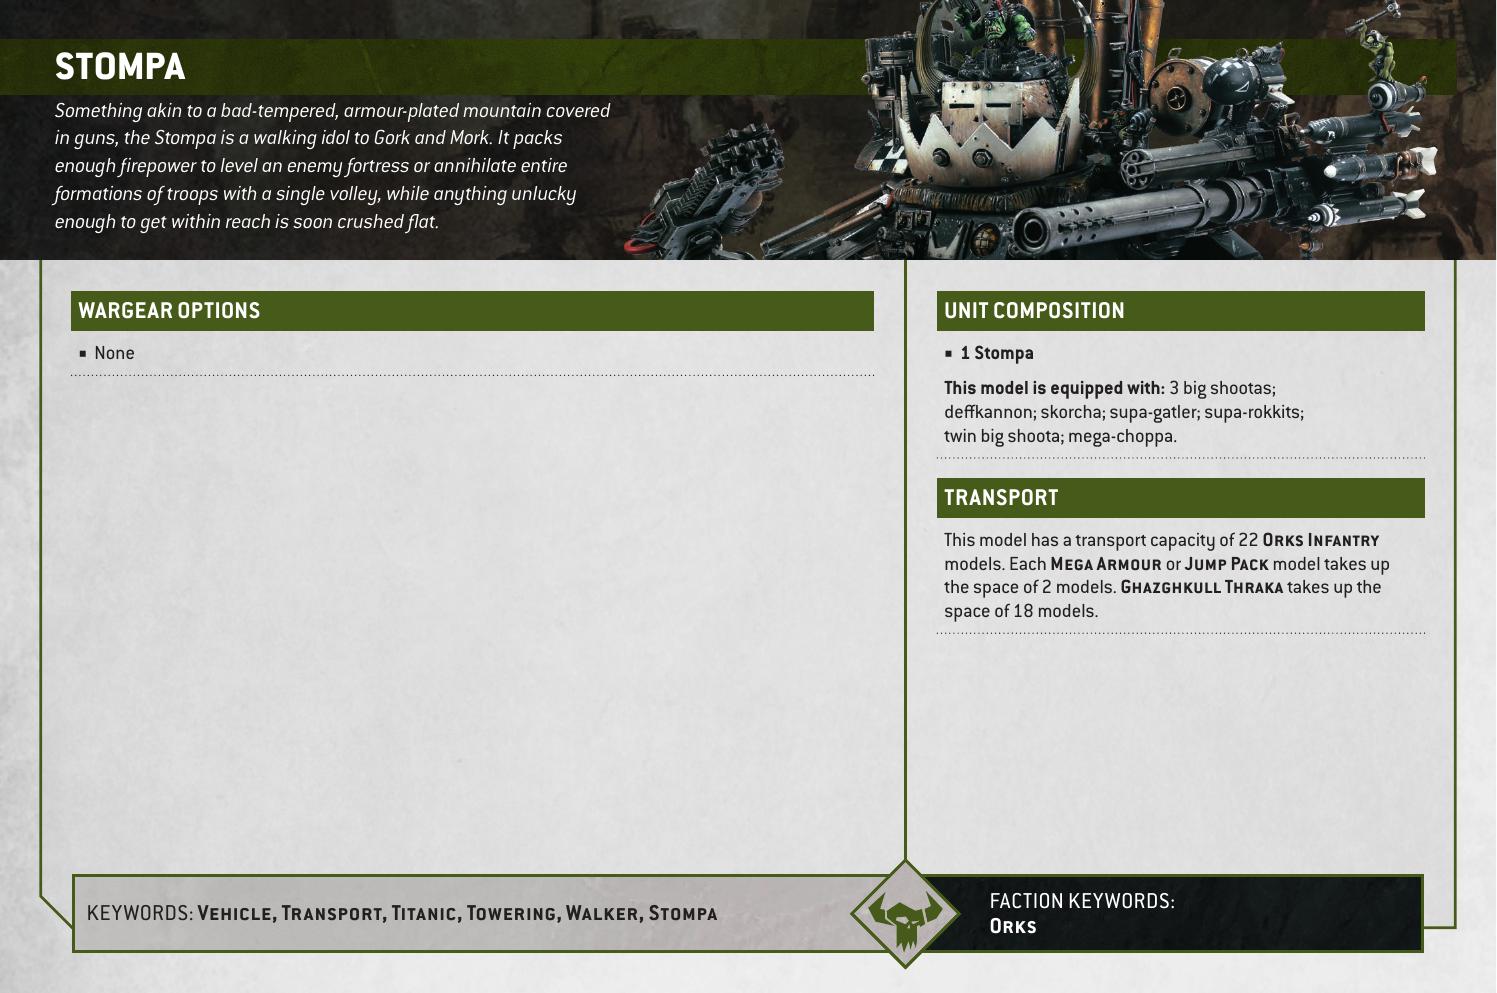 STOMPA
Something akin to a bad-tempered, armour-plated mountain covered
in guns, the Stompa is a walking idol to Gork and Mork. It packs
enough firepower to level an enemy fortress or annihilate entire
formations of troops with a single volley, while anything unlucky
enough to get within reach is soon crushed flat.
WARGEAR OPTIONS
▪ None
UNIT COMPOSITION
▪ 1 Stompa
This model is equipped with: 3 big shootas;
deffkannon; skorcha; supa-gatler; supa-rokkits;
twin big shoota; mega-choppa.
TRANSPORT
This model has a transport capacity of 22 Orks Infantry
models. Each Mega Armour or Jump Pack model takes up
the space of 2 models. Ghazghkull Thraka takes up the
space of 18 models.
KEYWORDS: Vehicle, Transport, Titanic, Towering, Walker, Stompa
FACTION KEYWORDS:
Orks